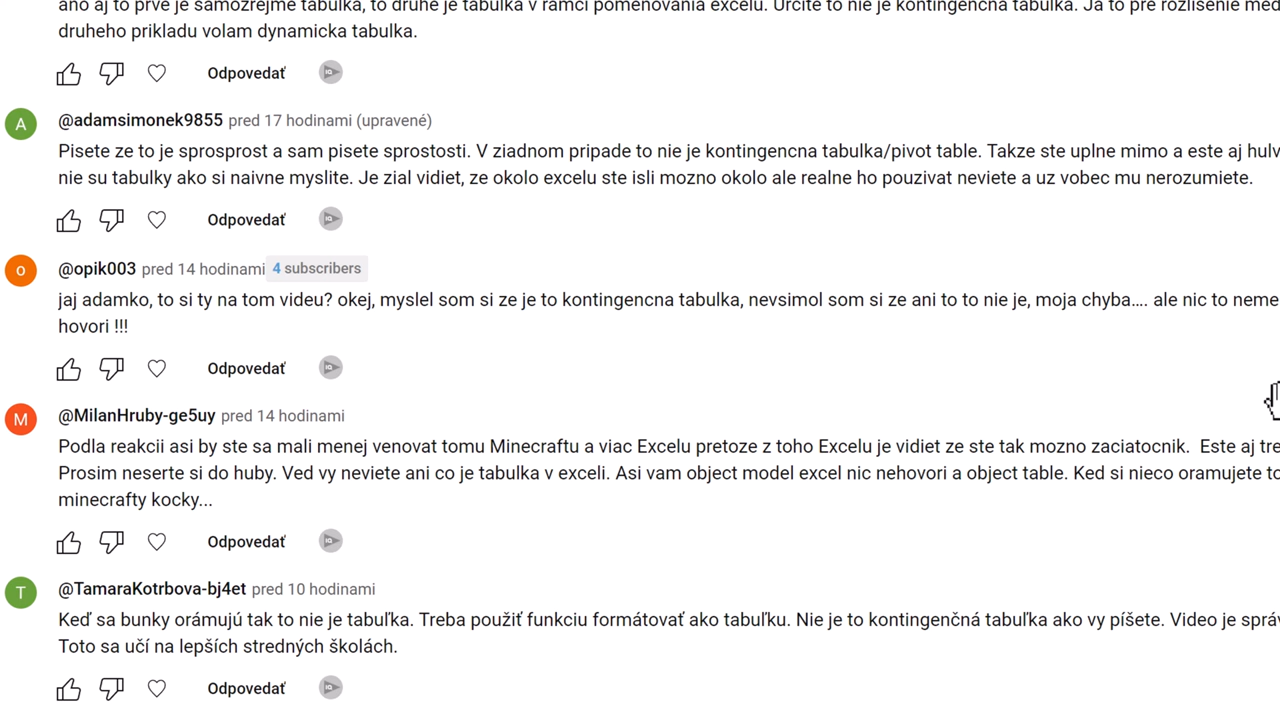 ano aj to prve je samozrejme tabulka, to druhe je tabulka v ramci pomenovania excelu. Urcite to nie je kontingencna tabulka. Ja to pre rozlisenie med
druheho prikladu volam dynamicka tabulka.
Odpovedať
A @adamsimonek9855 pred 17 hodinami (upravené)
Pisete ze to je sprosprost a sam pisete sprostosti. V ziadnom pripade to nie je kontingencna tabulka/pivot table. Takze ste uplne mimo a este aj hulv
nie su tabulky ako si naivne myslite. Je zial vidiet, ze okolo excelu ste isli mozno okolo ale realne ho pouzivat neviete a uz vobec mu nerozumiete.
Odpovedať
o @opik003 pred 14 hodinami 4 subscribers
jaj adamko, to si ty na tom videu? okej, myslel som si ze je to kontingencna tabulka, nevsimol som si ze ani to to nie je, moja chyba…. ale nic to neme
hovori !!!
Odpovedať
M @MilanHruby-ge5uy pred 14 hodinami
Podla reakcii asi by ste sa mali menej venovat tomu Minecraftu a viac Excelu pretoze z toho Excelu je vidiet ze ste tak mozno zaciatocnik. Este aj tre
Prosim neserte si do huby. Ved vy neviete ani co je tabulka v exceli. Asi vam object model excel nic nehovori a object table. Ked si nieco oramujete to
minecrafty kocky...
Odpovedať
T @TamaraKotrbova-bj4et pred 10 hodinami
Keď sa bunky orámujú tak to nie je tabuľka. Treba použiť funkciu formátovať ako tabuľku. Nie je to kontingenčná tabuľka ako vy píšete. Video je správ
Toto sa učí na lepších stredných školách.
Odpovedať